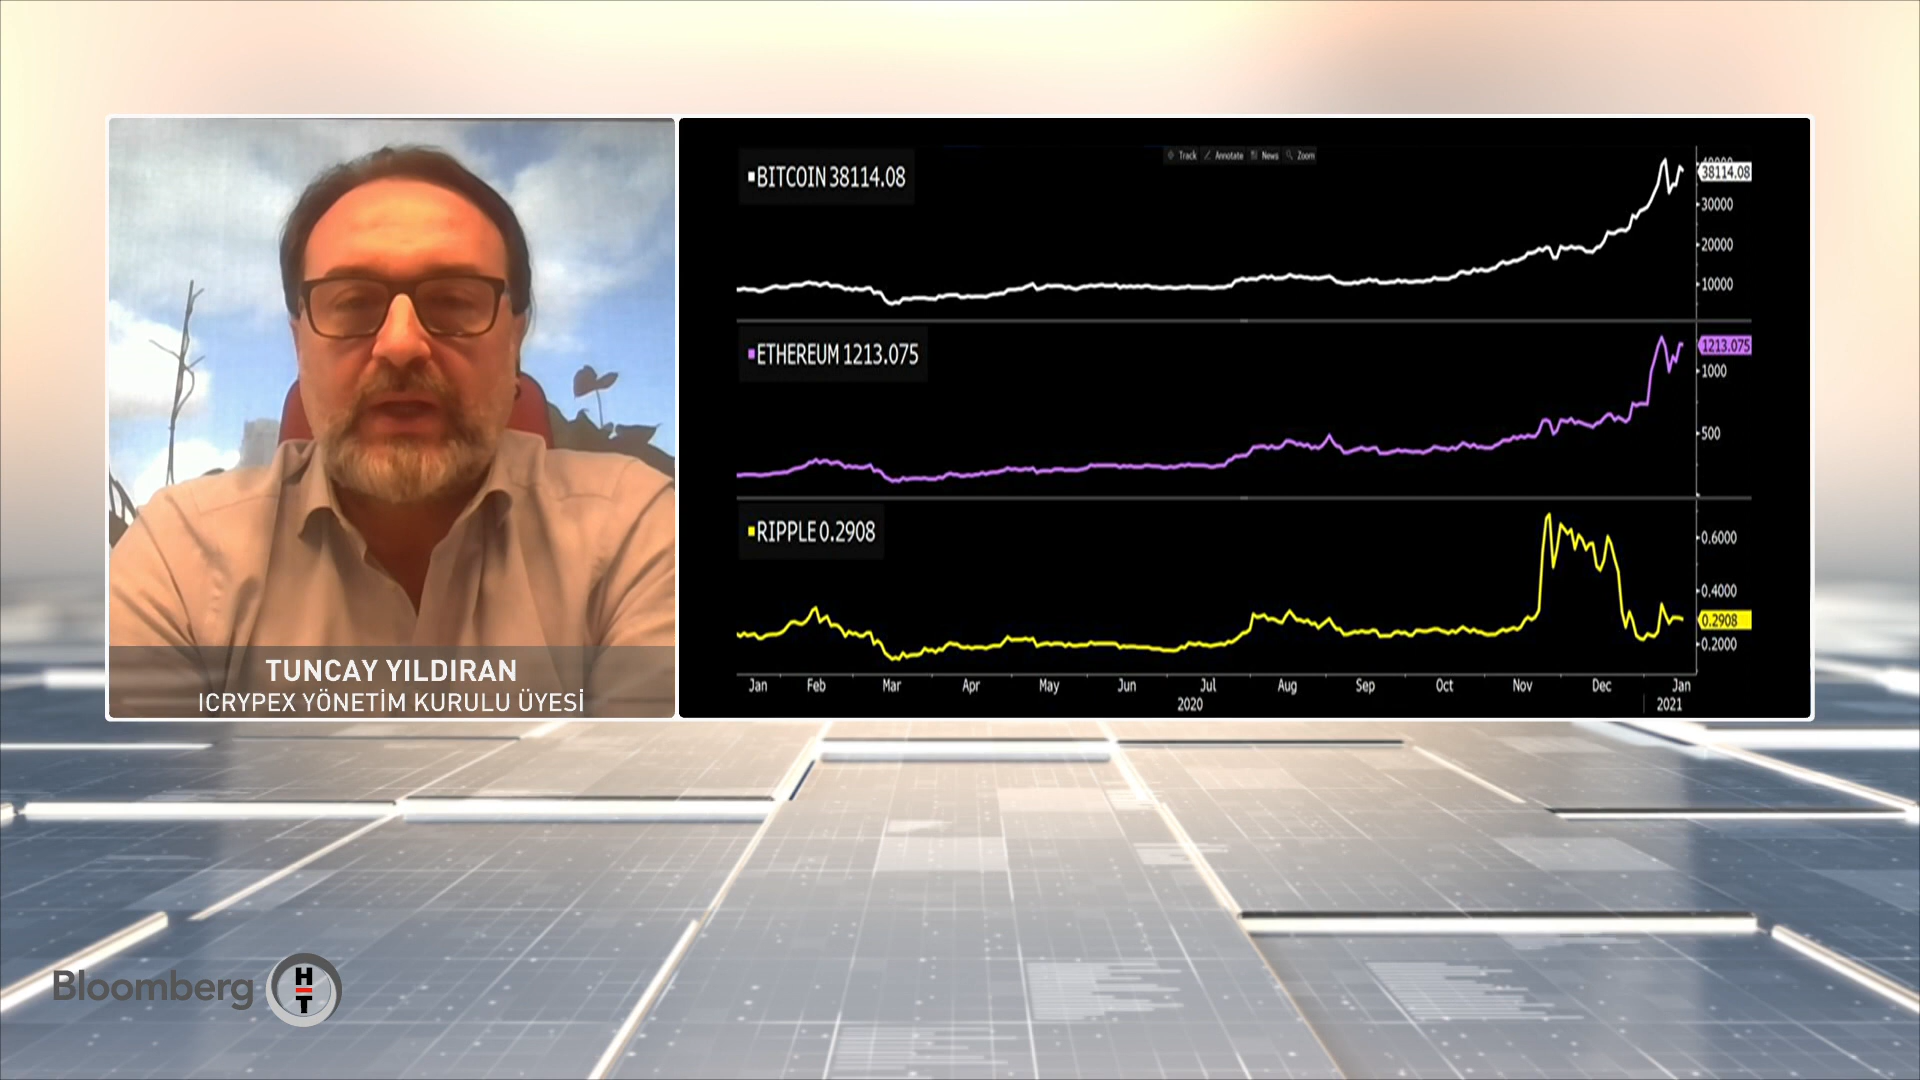 TUNCAY YILDIRAN
ICRYPEX YÖNETİM KURULU ÜYESİ
Track Annotate News Zoom
BITCOIN 38114.08
40000
38114.08
30000
20000
10000
ETHEREUM 1213.075
1213.075
1000
500
RIPPLE 0.2908
0.6000
0.4000
0.2908
0.2000
Jan Feb Mar Apr May Jun Jul Aug Sep Oct Nov Dec Jan
2020 2021
Bloomberg HT